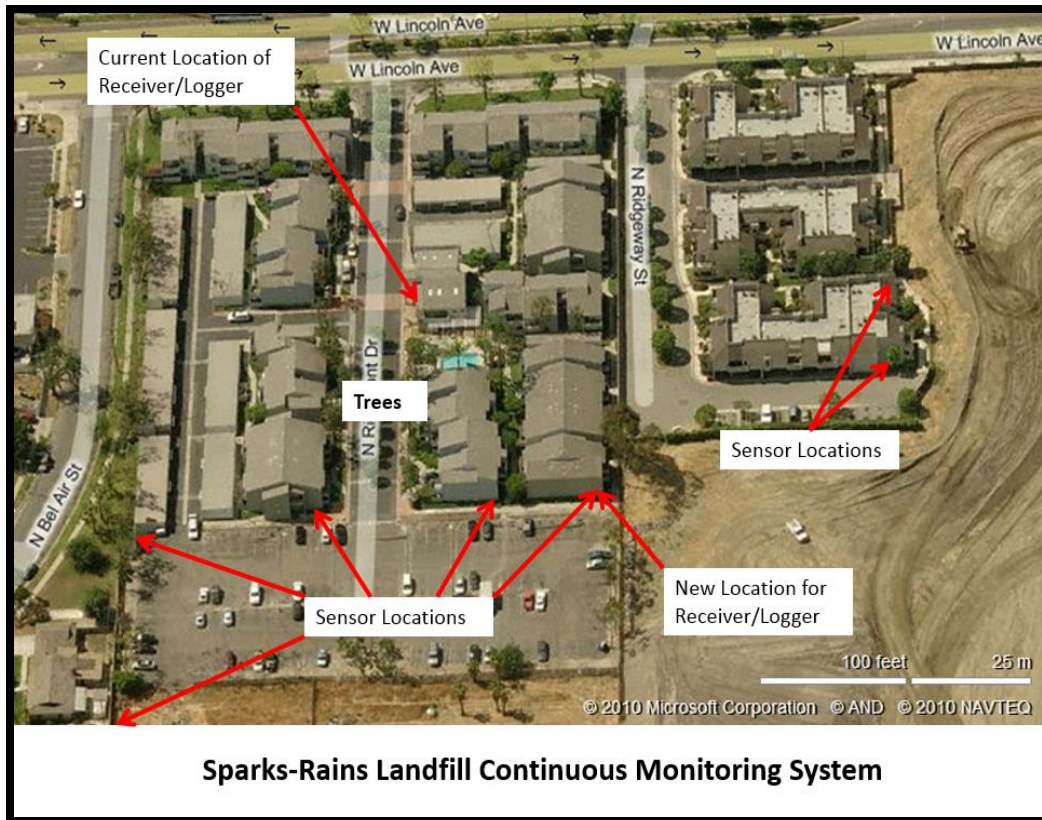 W Lincoln Ave
W Lincoln Ave
W Lincoln Ave
Current Location of
Receiver/Logger
N Ridgeway St
Trees
N Bel Air St
Sensor Locations
Sensor Locations
New Location for
Receiver/Logger
100 feet
25 m
© 2010 Microsoft Corporation © AND © 2010 NAVTEQ
Sparks-Rains Landfill Continuous Monitoring System